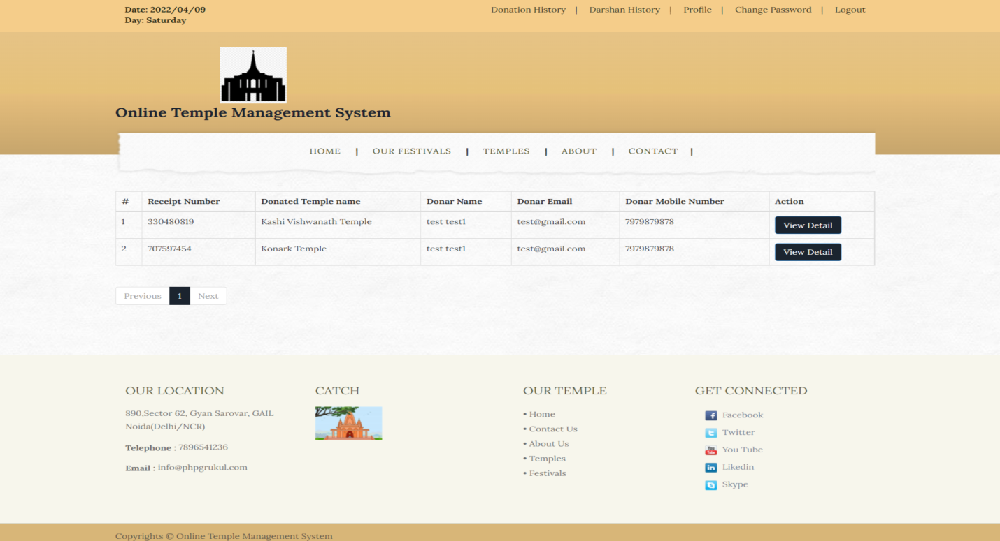 Date: 2022/04/09
Day: Saturday
Donation History | Darshan History | Profile | Change Password | Logout
Online Temple Management System
HOME | OUR FESTIVALS | TEMPLES | ABOUT | CONTACT |
# Receipt Number Donated Temple name Donar Name Donar Email Donar Mobile Number Action
1 330480819 Kashi Vishwanath Temple test test1 test@gmail.com 7979879878 View Detail
2 707597454 Konark Temple test test1 test@gmail.com 7979879878 View Detail
Previous 1 Next
OUR LOCATION
890,Sector 62, Gyan Sarovar, GAIL
Noida(Delhi/NCR)
Telephone : 7896541236
Email : info@phpgrukul.com
CATCH
OUR TEMPLE
• Home
• Contact Us
• About Us
• Temples
• Festivals
GET CONNECTED
Facebook
Twitter
You Tube
Likedin
Skype
Copyrights © Online Temple Management System